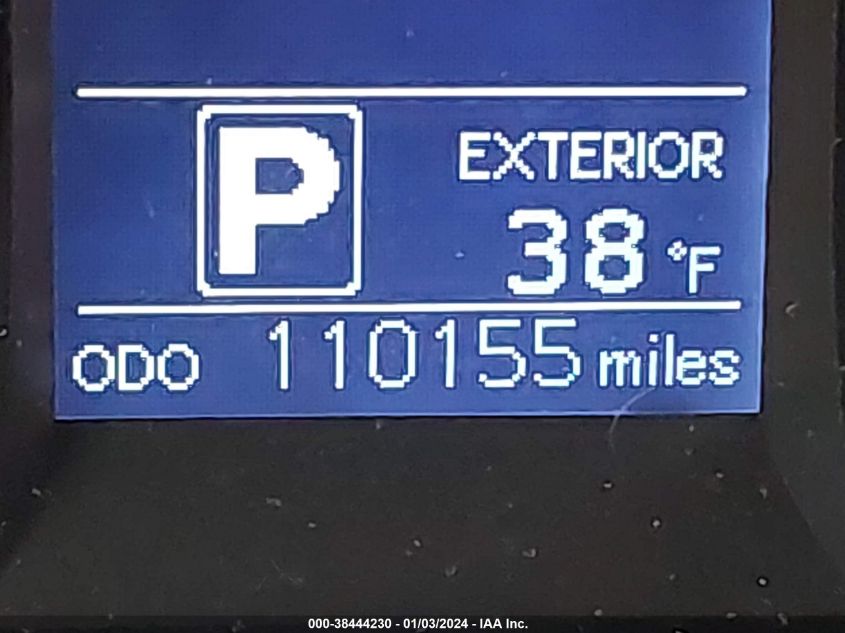 P
EXTERIOR
38 °F
ODO 110155 miles
000-38444230 - 01/03/2024 - IAA Inc.